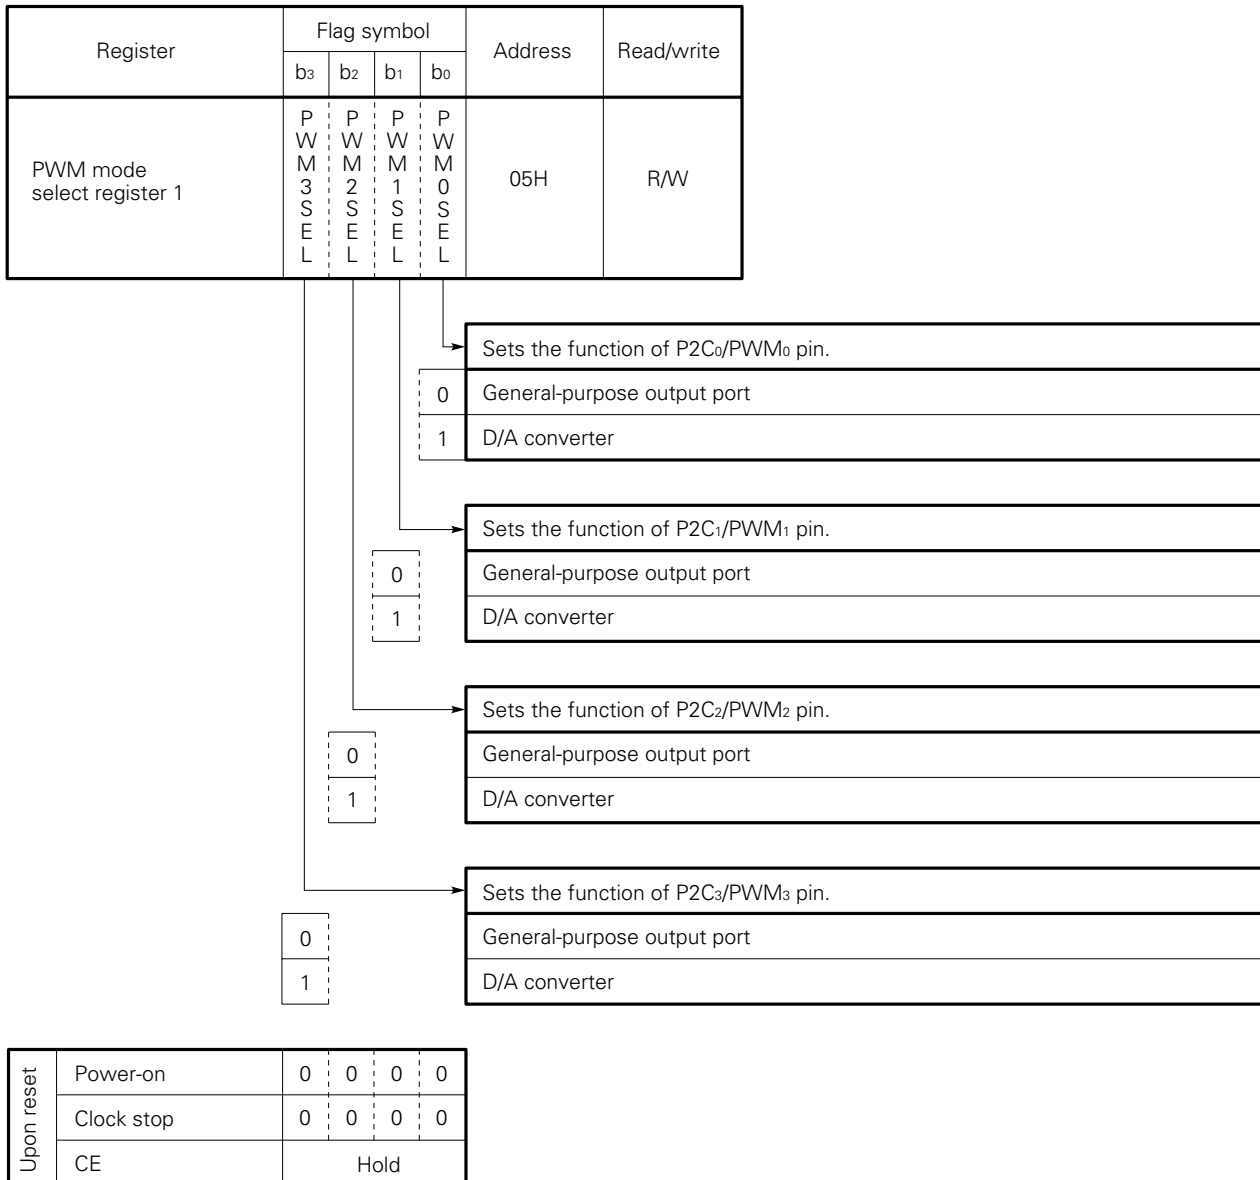 Register
Flag symbol
Address
Read/write
b3 b2 b1 b0
PWM mode
select register 1
PWM3SEL
PWM2SEL
PWM1SEL
PWM0SEL
05H
R/W
Sets the function of P2C0/PWM0 pin.
0 General-purpose output port
1 D/A converter
Sets the function of P2C1/PWM1 pin.
0 General-purpose output port
1 D/A converter
Sets the function of P2C2/PWM2 pin.
0 General-purpose output port
1 D/A converter
Sets the function of P2C3/PWM3 pin.
0 General-purpose output port
1 D/A converter
Upon reset
Power-on 0 0 0 0
Clock stop 0 0 0 0
CE Hold